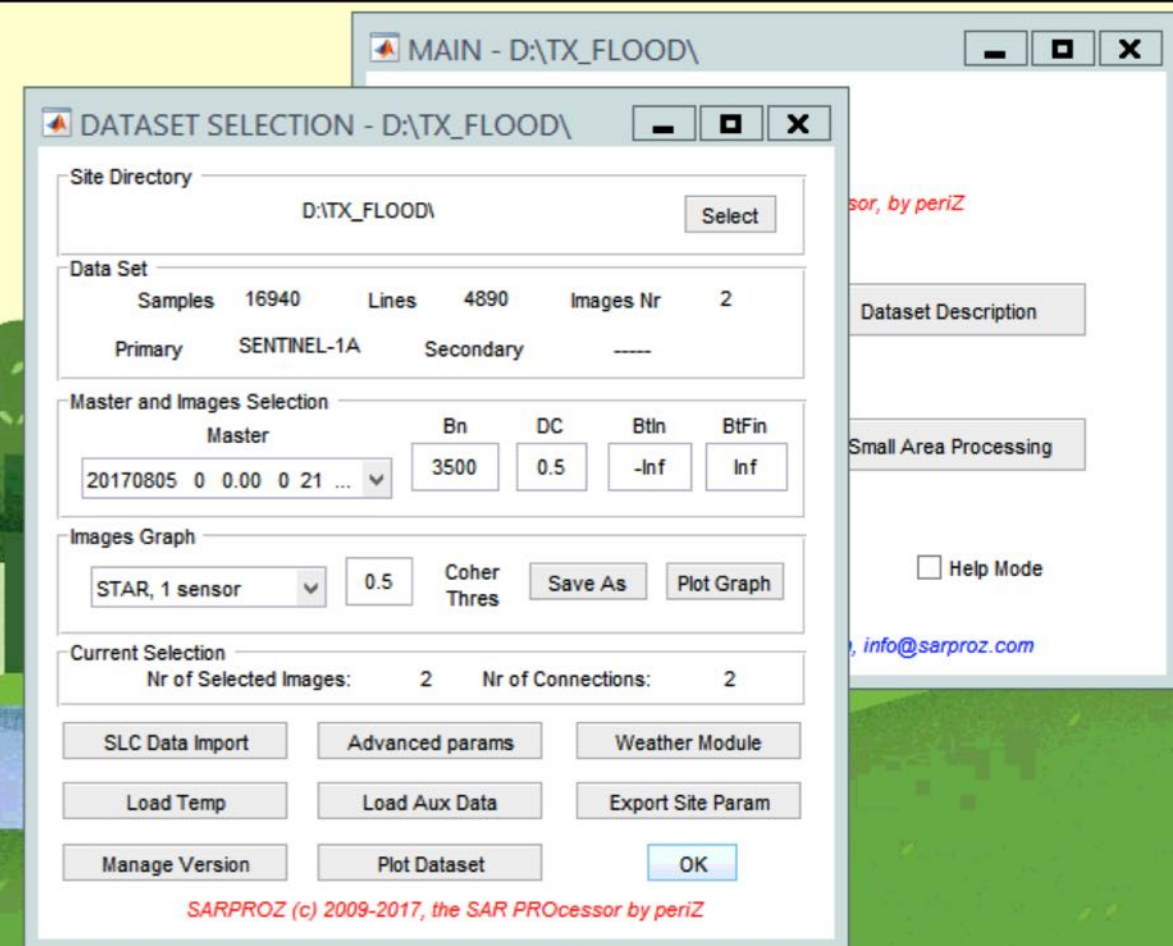 MAIN - D:\TX_FLOOD\
DATASET SELECTION - D:\TX_FLOOD\
Site Directory
D:\TX_FLOOD\ Select
Data Set
Samples 16940 Lines 4890 Images Nr 2
Primary SENTINEL-1A Secondary -----
Master and Images Selection
Master Bn DC BtIn BtFin
20170805 0 0.00 0 21 ... 3500 0.5 -Inf Inf
Images Graph
STAR, 1 sensor 0.5 Coher Thres Save As Plot Graph
Current Selection
Nr of Selected Images: 2 Nr of Connections: 2
SLC Data Import Advanced params Weather Module
Load Temp Load Aux Data Export Site Param
Manage Version Plot Dataset OK
SARPROZ (c) 2009-2017, the SAR PROcessor by periZ
sor, by periZ
Dataset Description
Small Area Processing
Help Mode
, info@sarproz.com